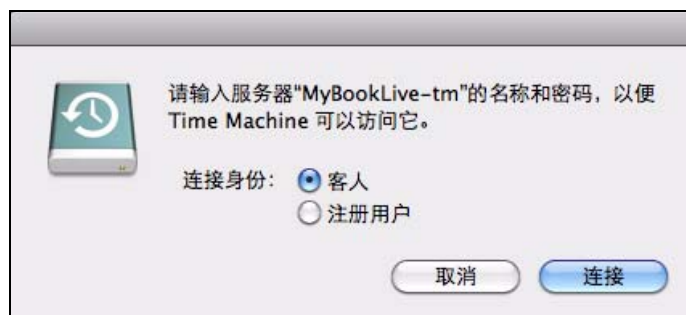 请输入服务器“MyBookLive-tm”的名称和密码，以便
Time Machine 可以访问它。
连接身份： 客人
注册用户
取消 连接